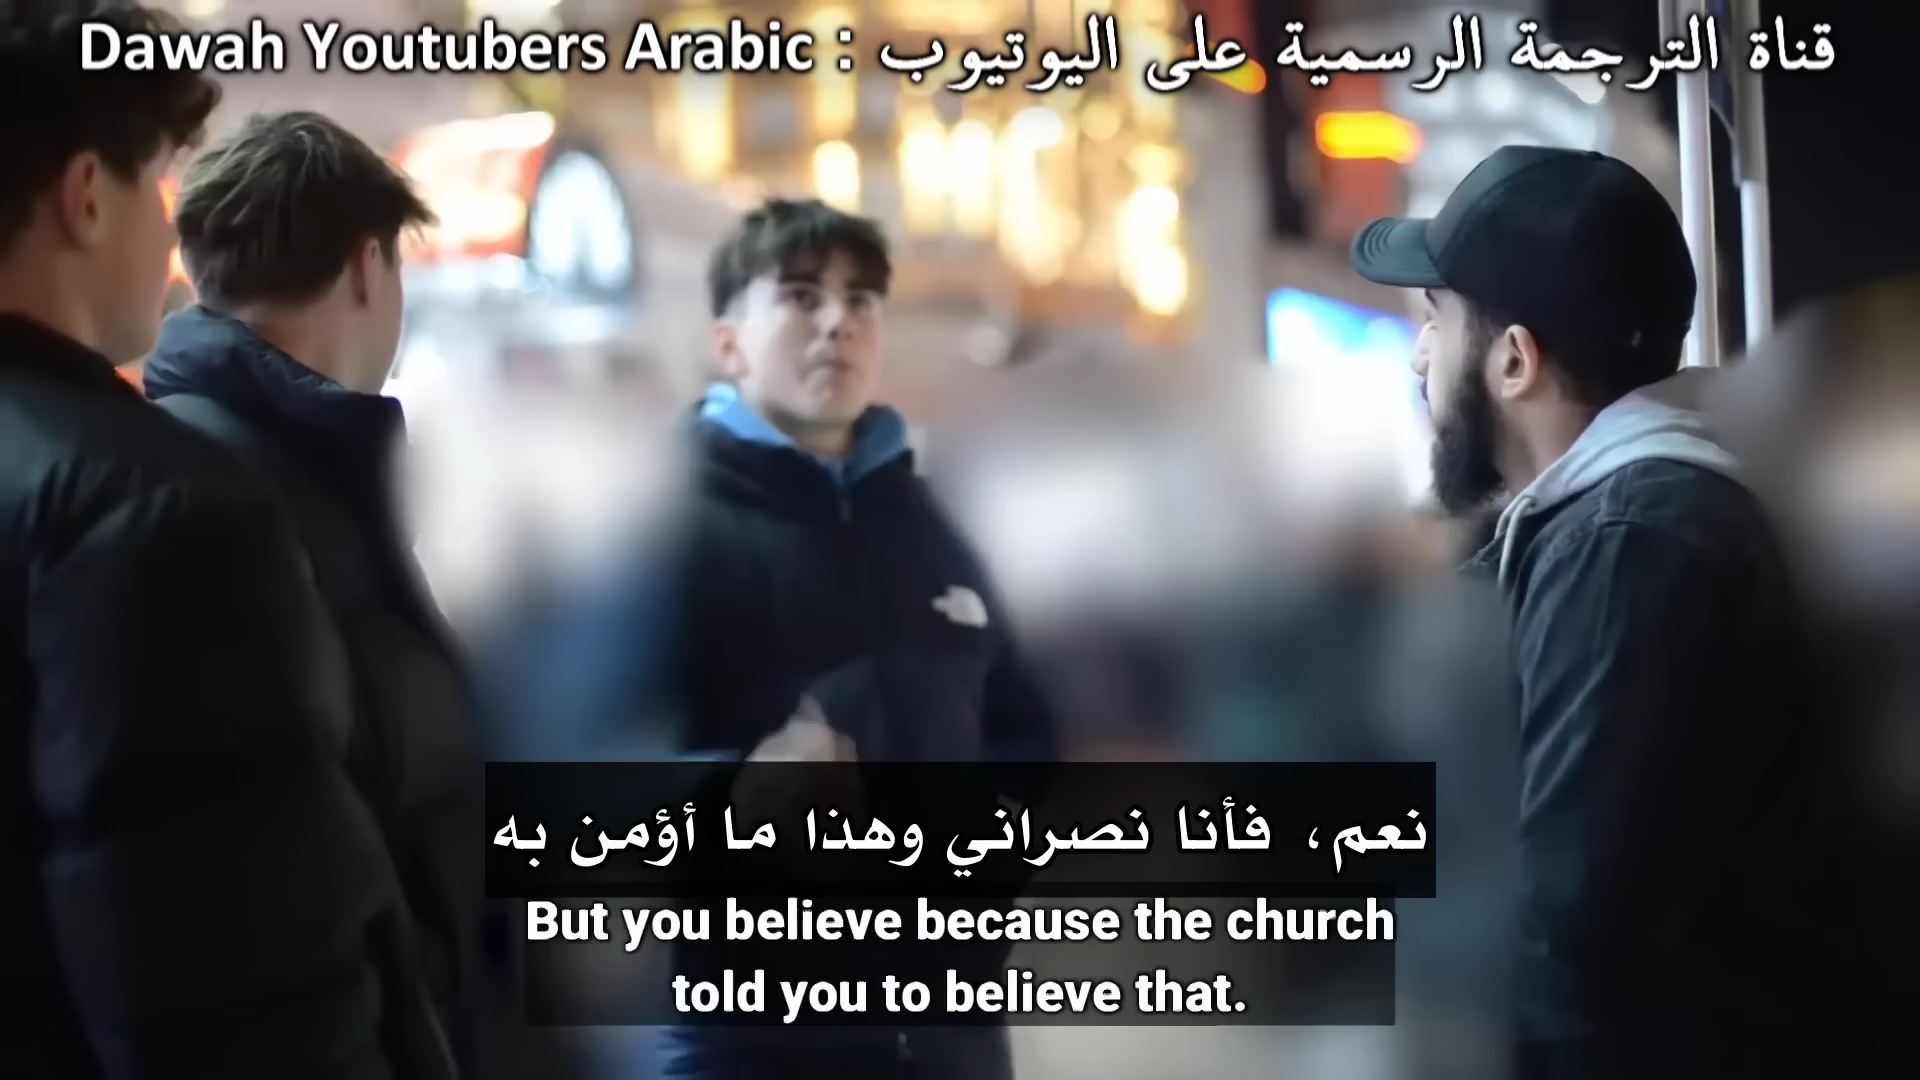 Dawah Youtubers Arabic : قناة الترجمة الرسمية على اليوتيوب
نعم، فأنا نصراني وهذا ما أؤمن به
But you believe because the church
told you to believe that.